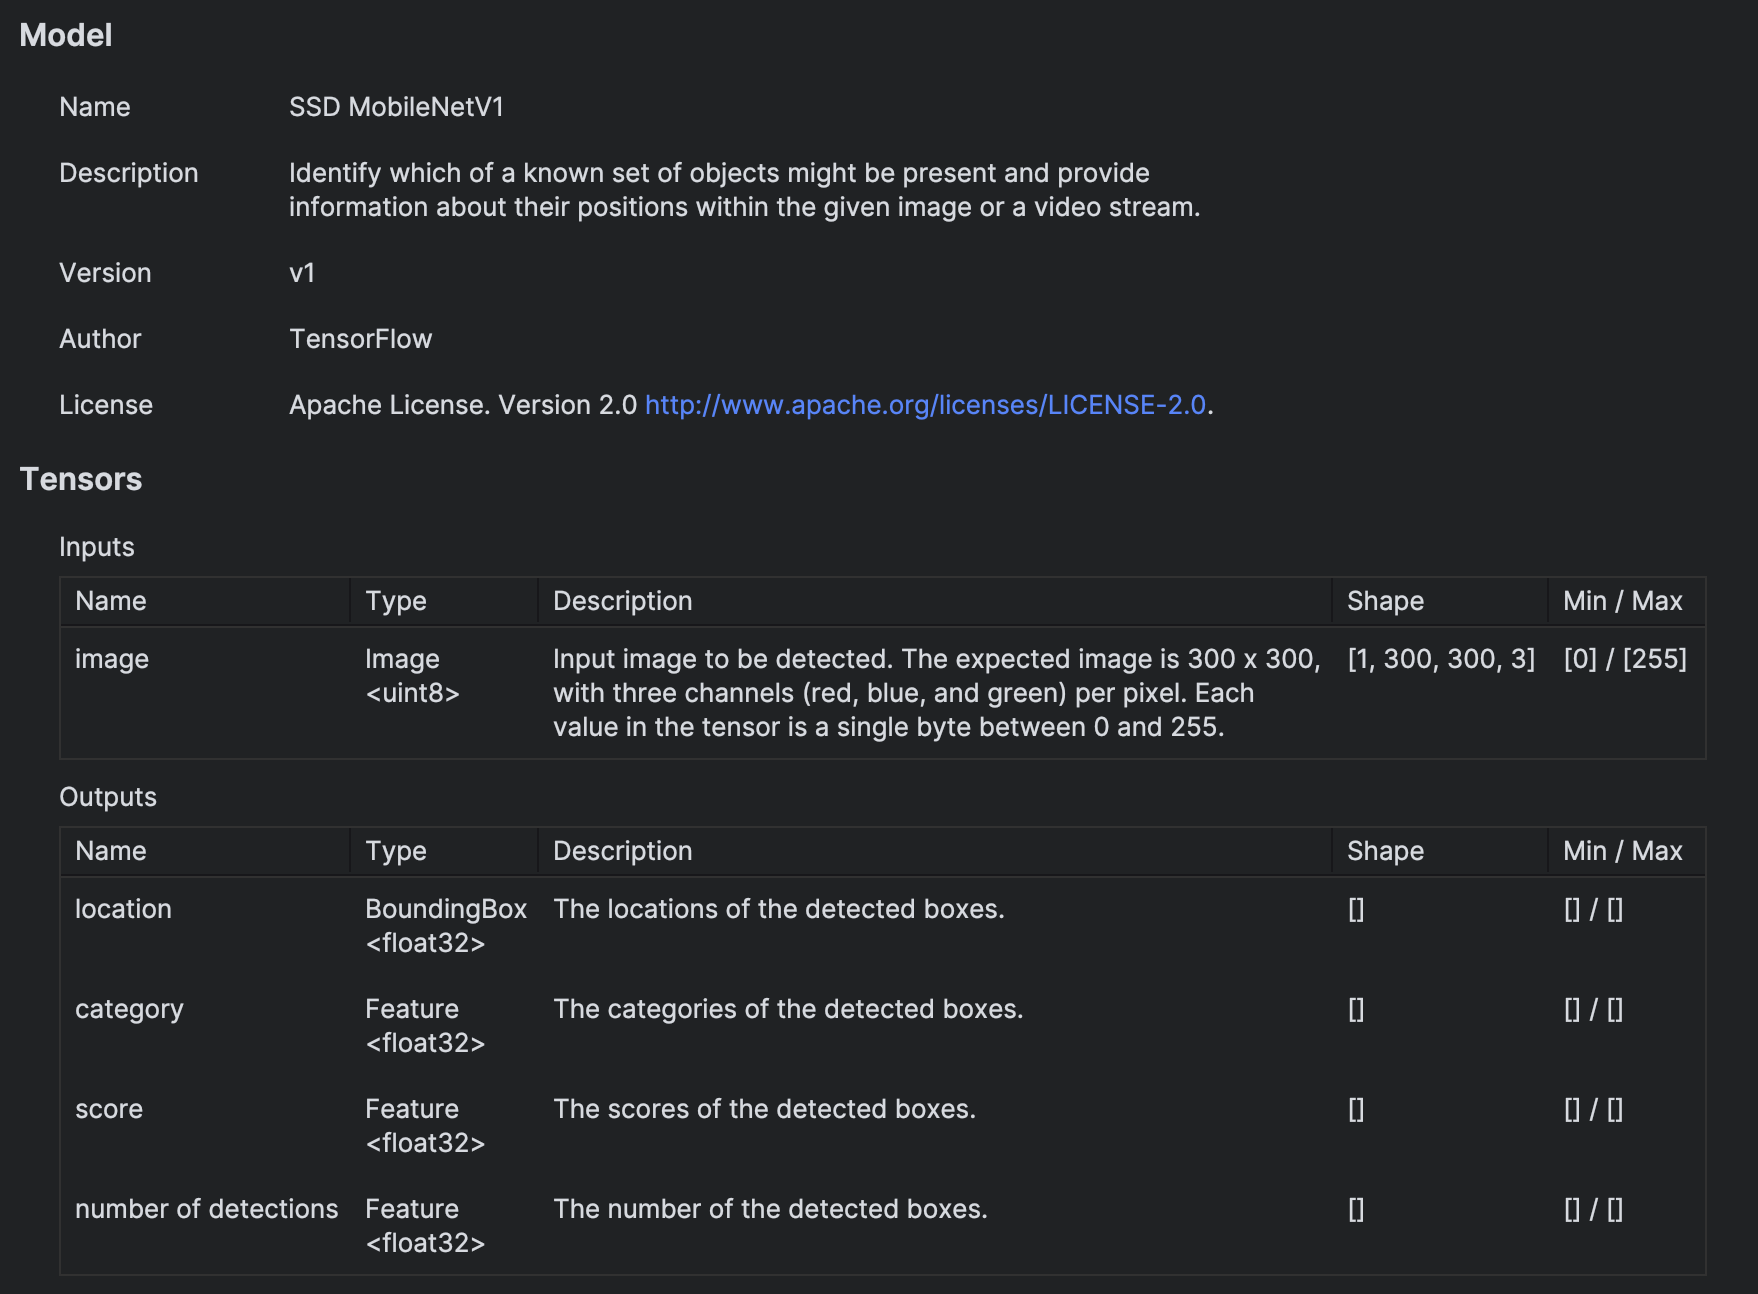 Model
Name SSD MobileNetV1
Description Identify which of a known set of objects might be present and provide
information about their positions within the given image or a video stream.
Version v1
Author TensorFlow
License Apache License. Version 2.0 http://www.apache.org/licenses/LICENSE-2.0.
Tensors
Inputs
Name Type Description Shape Min / Max
image Image Input image to be detected. The expected image is 300 x 300, [1, 300, 300, 3] [0] / [255]
<uint8> with three channels (red, blue, and green) per pixel. Each
value in the tensor is a single byte between 0 and 255.
Outputs
Name Type Description Shape Min / Max
location BoundingBox The locations of the detected boxes. [] [] / []
<float32>
category Feature The categories of the detected boxes. [] [] / []
<float32>
score Feature The scores of the detected boxes. [] [] / []
<float32>
number of detections Feature The number of the detected boxes. [] [] / []
<float32>